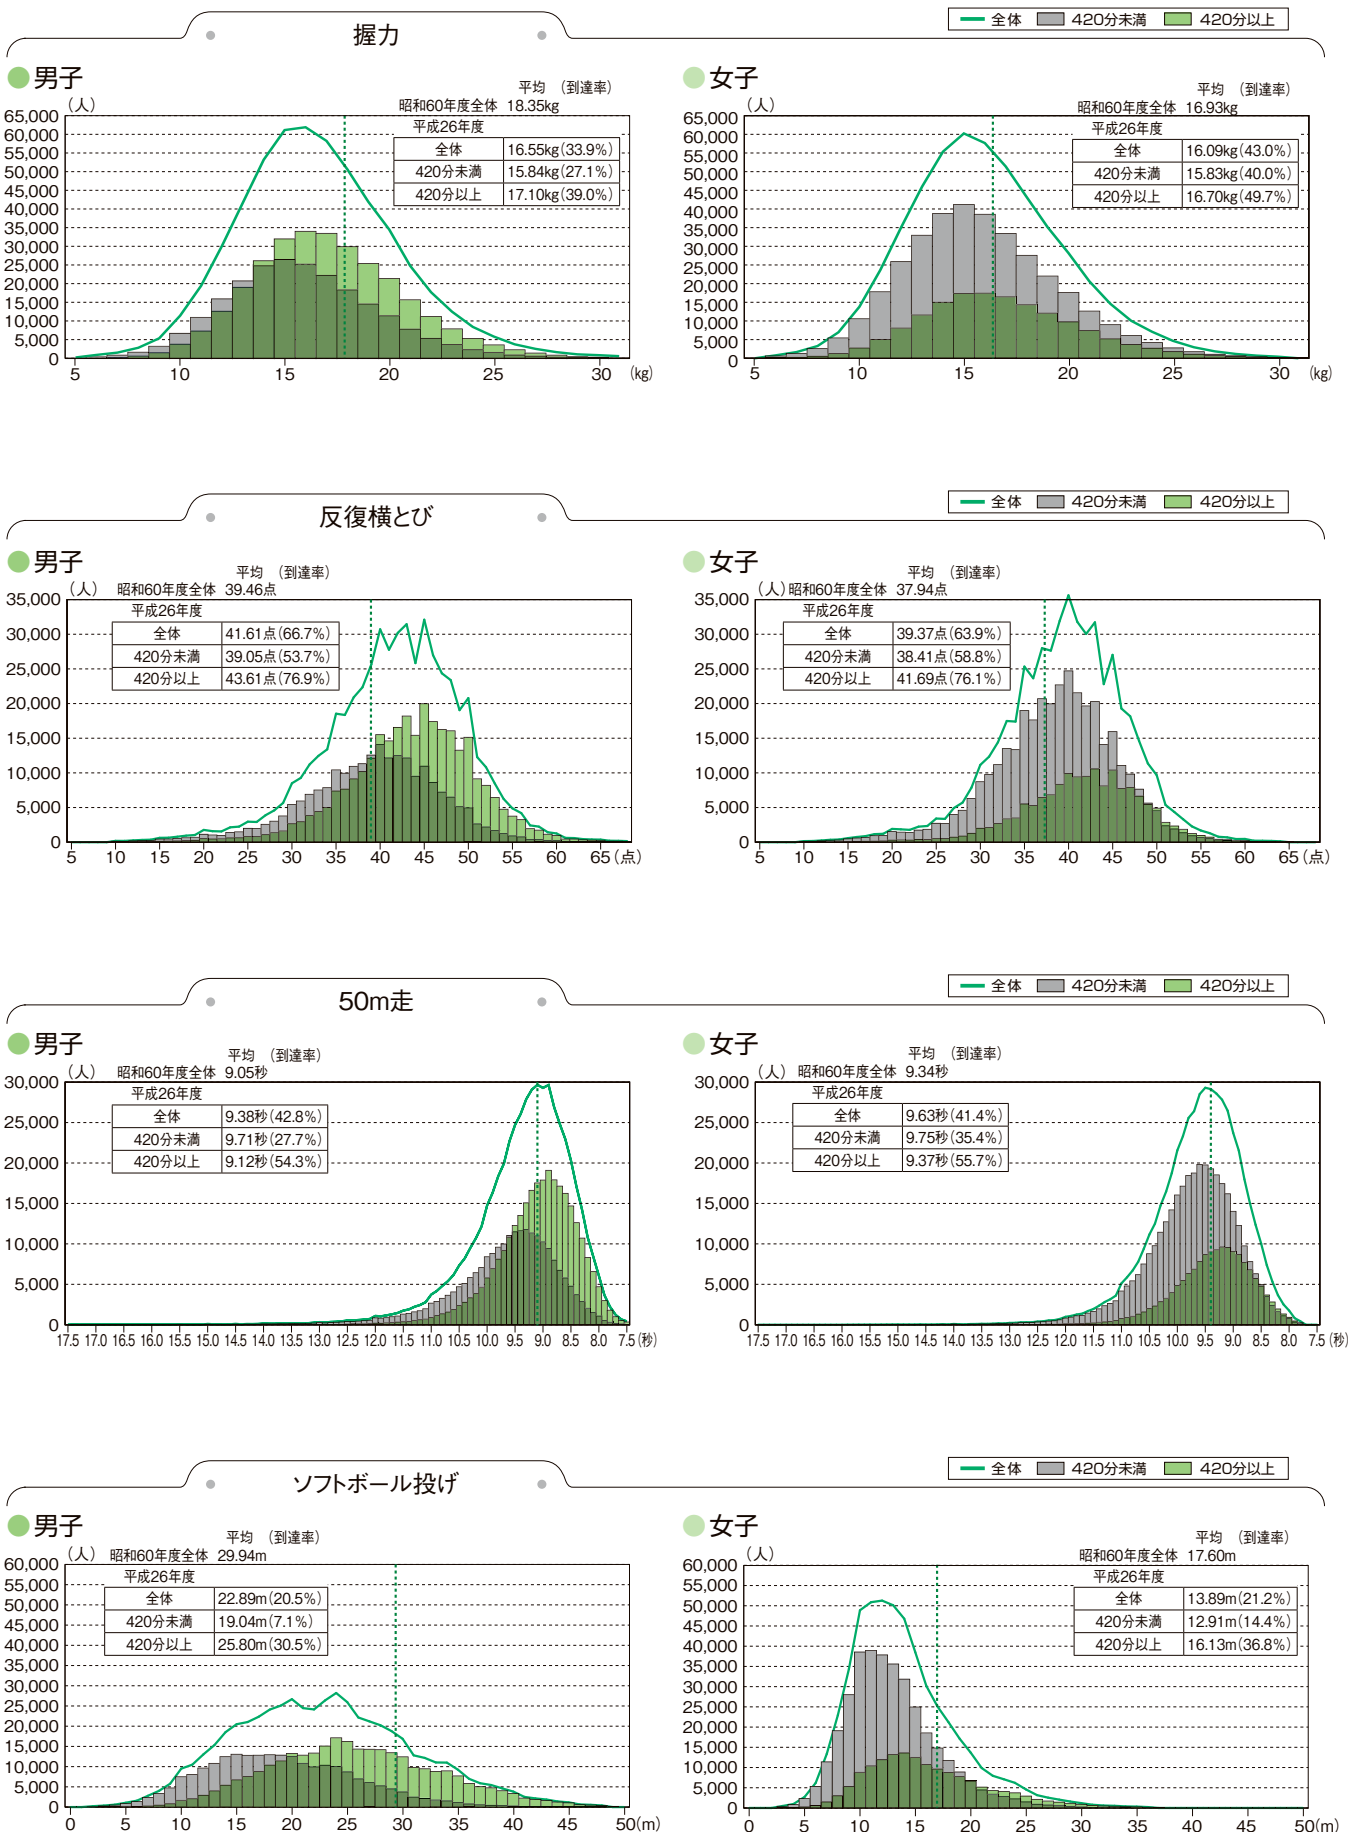 握力
全体 420分未満 420分以上
男子
平均 (到達率)
(人)
昭和60年度全体 18.35kg
平成26年度
全体 16.55kg(33.9%)
420分未満 15.84kg(27.1%)
420分以上 17.10kg(39.0%)
65,000
60,000
55,000
50,000
45,000
40,000
35,000
30,000
25,000
20,000
15,000
10,000
5,000
0
5 10 15 20 25 30 (kg)
女子
平均 (到達率)
(人)
昭和60年度全体 16.93kg
平成26年度
全体 16.09kg(43.0%)
420分未満 15.83kg(40.0%)
420分以上 16.70kg(49.7%)
65,000
60,000
55,000
50,000
45,000
40,000
35,000
30,000
25,000
20,000
15,000
10,000
5,000
0
5 10 15 20 25 30 (kg)
反復横とび
全体 420分未満 420分以上
男子
平均 (到達率)
(人) 昭和60年度全体 39.46点
平成26年度
全体 41.61点(66.7%)
420分未満 39.05点(53.7%)
420分以上 43.61点(76.9%)
35,000
30,000
25,000
20,000
15,000
10,000
5,000
0
5 10 15 20 25 30 35 40 45 50 55 60 65 (点)
女子
平均 (到達率)
(人) 昭和60年度全体 37.94点
平成26年度
全体 39.37点(63.9%)
420分未満 38.41点(58.8%)
420分以上 41.69点(76.1%)
35,000
30,000
25,000
20,000
15,000
10,000
5,000
0
5 10 15 20 25 30 35 40 45 50 55 60 65 (点)
50m走
全体 420分未満 420分以上
男子
平均 (到達率)
(人) 昭和60年度全体 9.05秒
平成26年度
全体 9.38秒(42.8%)
420分未満 9.71秒(27.7%)
420分以上 9.12秒(54.3%)
30,000
25,000
20,000
15,000
10,000
5,000
0
17.5 17.0 16.5 16.0 15.5 15.0 14.5 14.0 13.5 13.0 12.5 12.0 11.5 11.0 10.5 10.0 9.5 9.0 8.5 8.0 7.5 (秒)
女子
平均 (到達率)
(人) 昭和60年度全体 9.34秒
平成26年度
全体 9.63秒(41.4%)
420分未満 9.75秒(35.4%)
420分以上 9.37秒(55.7%)
30,000
25,000
20,000
15,000
10,000
5,000
0
17.5 17.0 16.5 16.0 15.5 15.0 14.5 14.0 13.5 13.0 12.5 12.0 11.5 11.0 10.5 10.0 9.5 9.0 8.5 8.0 7.5 (秒)
ソフトボール投げ
全体 420分未満 420分以上
男子
平均 (到達率)
(人) 昭和60年度全体 29.94m
平成26年度
全体 22.89m(20.5%)
420分未満 19.04m(7.1%)
420分以上 25.80m(30.5%)
60,000
55,000
50,000
45,000
40,000
35,000
30,000
25,000
20,000
15,000
10,000
5,000
0
0 5 10 15 20 25 30 35 40 45 50(m)
女子
平均 (到達率)
(人)
昭和60年度全体 17.60m
平成26年度
全体 13.89m(21.2%)
420分未満 12.91m(14.4%)
420分以上 16.13m(36.8%)
60,000
55,000
50,000
45,000
40,000
35,000
30,000
25,000
20,000
15,000
10,000
5,000
0
0 5 10 15 20 25 30 35 40 45 50(m)